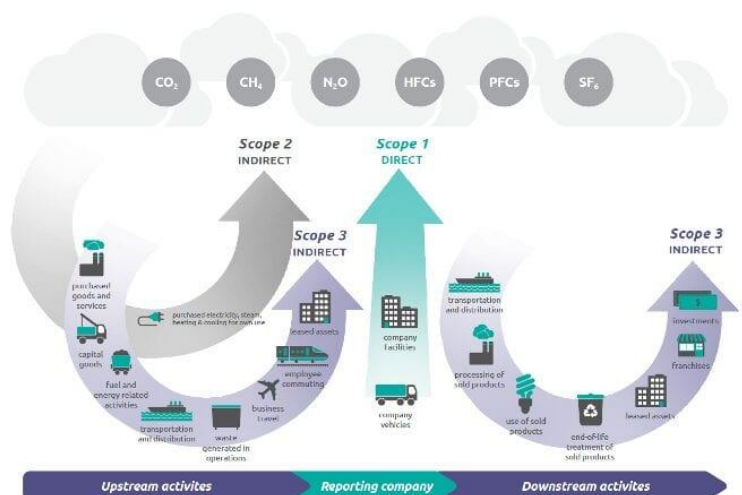 CO₂
CH₄
N₂O
HFCs
PFCs
SF₆
Scope 2
INDIRECT
Scope 1
DIRECT
Scope 3
INDIRECT
Scope 3
INDIRECT
purchased
goods and
services
capital
goods
fuel and
energy related
activities
transportation
and distribution
waste
generated in
operations
business
travel
employee
commuting
leased assets
purchased electricity, steam,
heating & cooling for own use
company
facilities
company
vehicles
transportation
and distribution
processing of
sold products
use of sold
products
end-of-life
treatment of
sold products
leased assets
franchises
investments
$
Upstream activites
Reporting company
Downstream activites